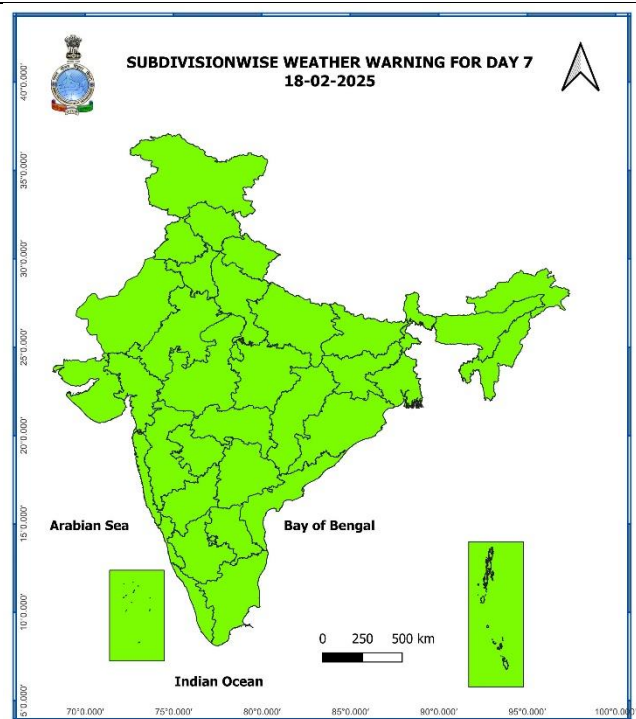 SUBDIVISIONWISE WEATHER WARNING FOR DAY 7
18-02-2025
40°0.000'
35°0.000'
30°0.000'
25°0.000'
20°0.000'
15°0.000'
10°0.000'
5°0.000'
Arabian Sea
Bay of Bengal
0 250 500 km
Indian Ocean
70°0.000' 75°0.000' 80°0.000' 85°0.000' 90°0.000' 95°0.000' 100°0.000'